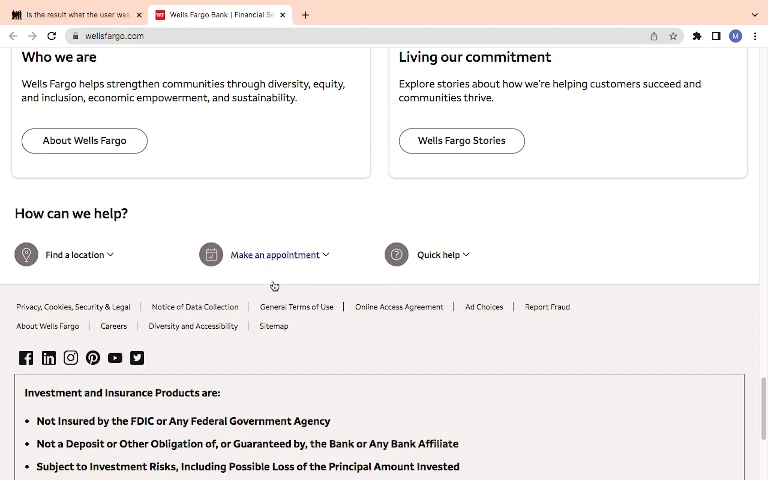 Is the result what the user was
Wells Fargo Bank | Financial Se
wellsfargo.com
M
Who we are
Living our commitment
Wells Fargo helps strengthen communities through diversity, equity,
and inclusion, economic empowerment, and sustainability.
Explore stories about how we're helping customers succeed and
communities thrive.
About Wells Fargo
Wells Fargo Stories
How can we help?
Find a location
Make an appointment
Quick help
Privacy, Cookies, Security & Legal
Notice of Data Collection
General Terms of Use
Online Access Agreement
Ad Choices
Report Fraud
About Wells Fargo
Careers
Diversity and Accessibility
Sitemap
Investment and Insurance Products are:
• Not Insured by the FDIC or Any Federal Government Agency
• Not a Deposit or Other Obligation of, or Guaranteed by, the Bank or Any Bank Affiliate
• Subject to Investment Risks, Including Possible Loss of the Principal Amount Invested